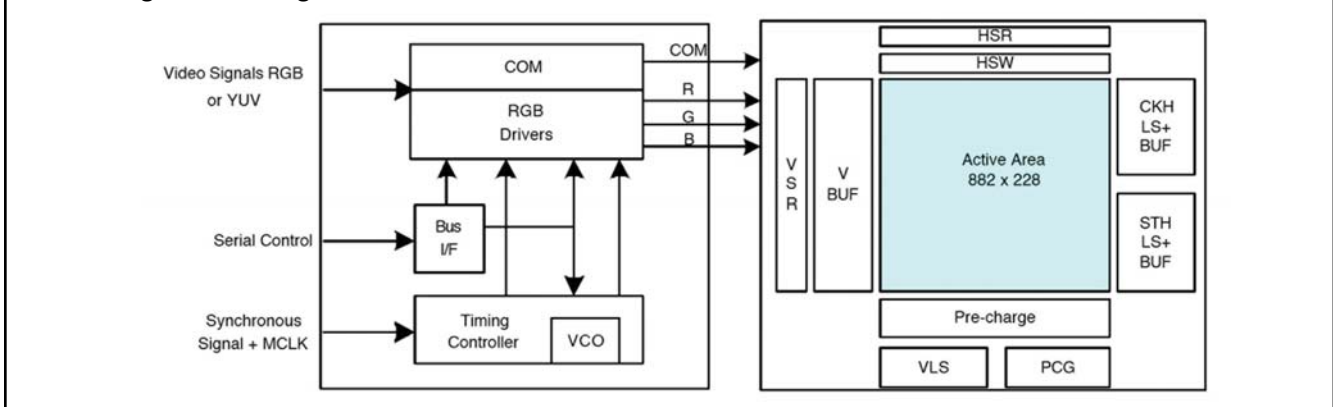 Video Signals RGB
or YUV
Serial Control
Synchronous
Signal + MCLK
COM
RGB
Drivers
Bus
I/F
Timing
Controller
VCO
COM
R
G
B
HSR
HSW
V
S
R
V
BUF
Active Area
882 x 228
CKH
LS+
BUF
STH
LS+
BUF
Pre-charge
VLS
PCG